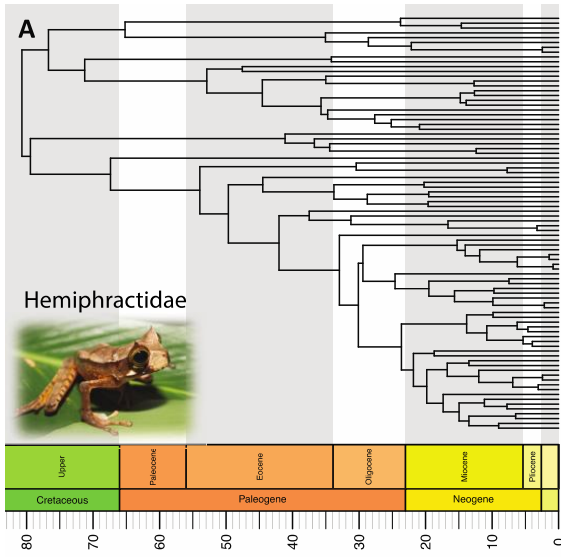 A
Hemiphractidae
Upper
Paleocene
Eocene
Oligocene
Miocene
Pliocene
Cretaceous
Paleogene
Neogene
80 70 60 50 40 30 20 10 0